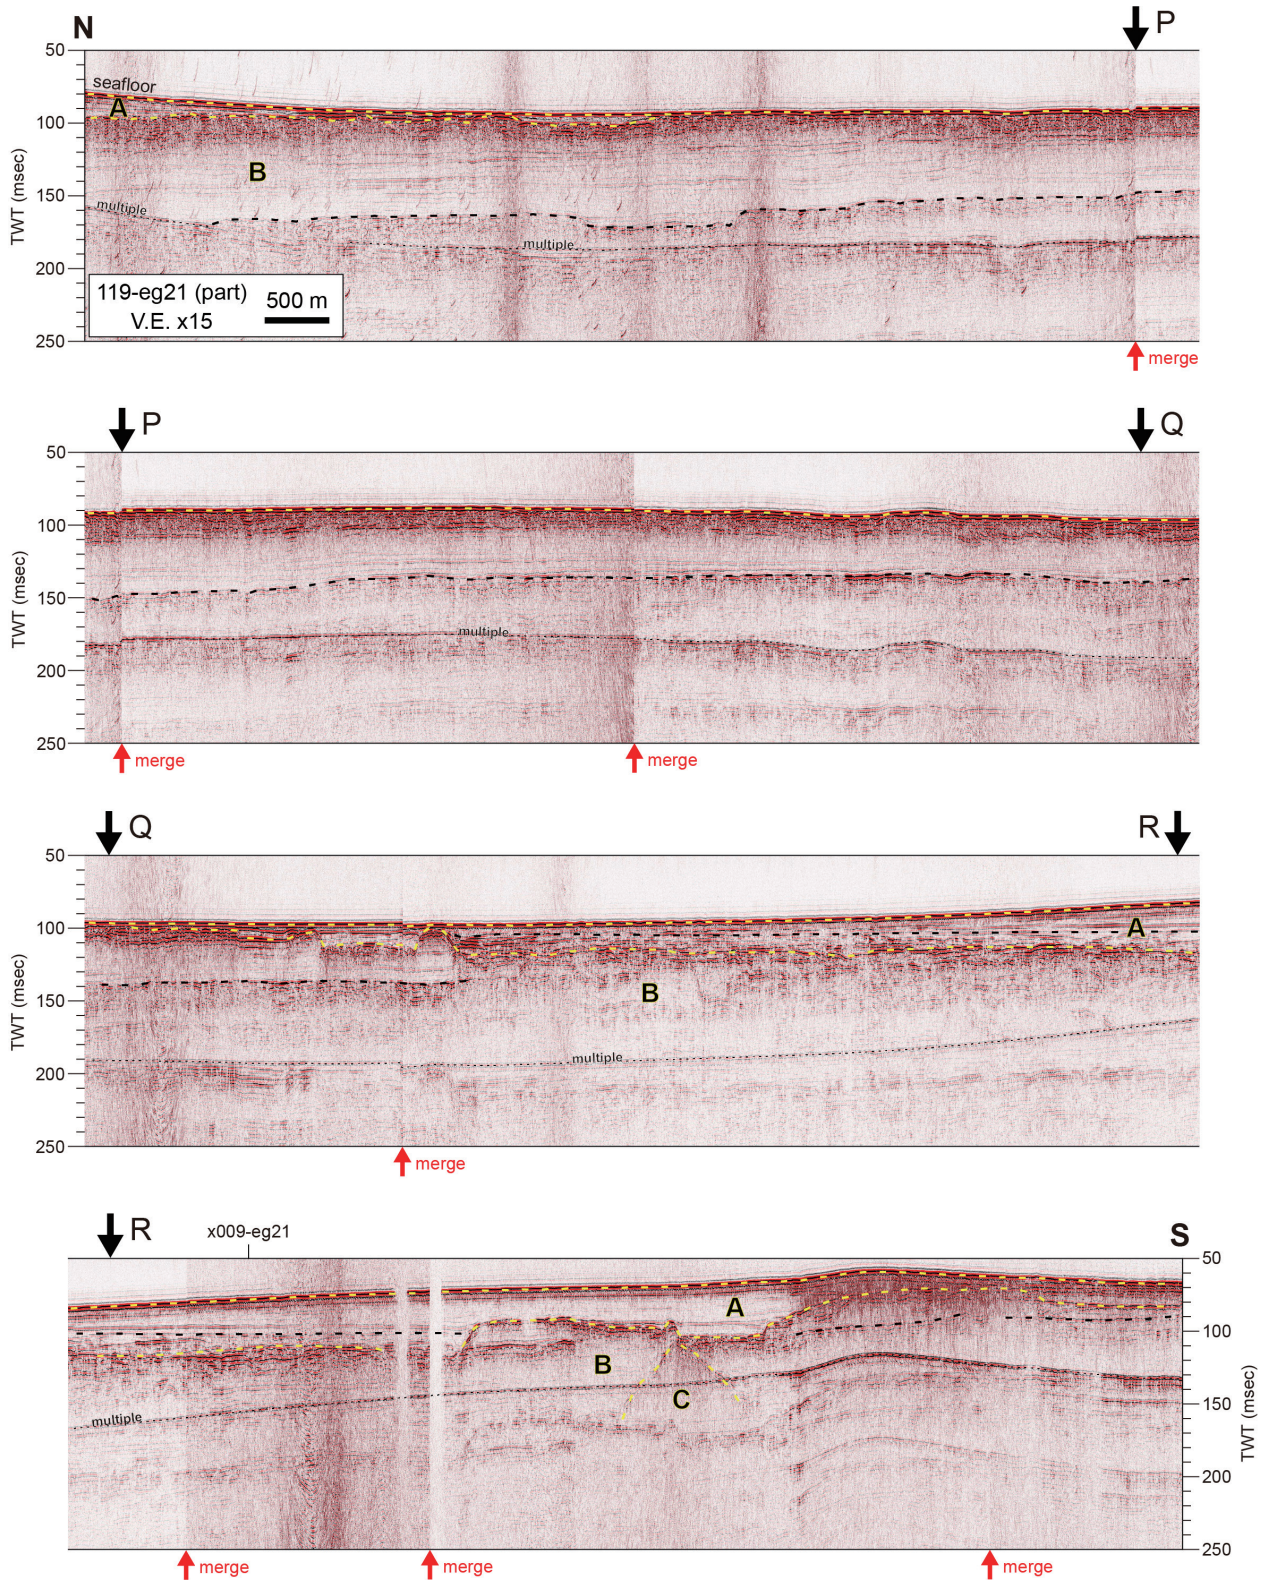 N
P
50
seafloor
A
100
B
150
multiple
multiple
200
250
TWT (msec)
119-eg21 (part)
500 m
V.E. x15
merge
P
Q
50
100
150
multiple
200
250
TWT (msec)
merge
merge
Q
R
50
100
A
B
150
multiple
200
250
TWT (msec)
merge
R
x009-eg21
S
50
A
100
B
C
150
multiple
200
250
TWT (msec)
merge
merge
merge